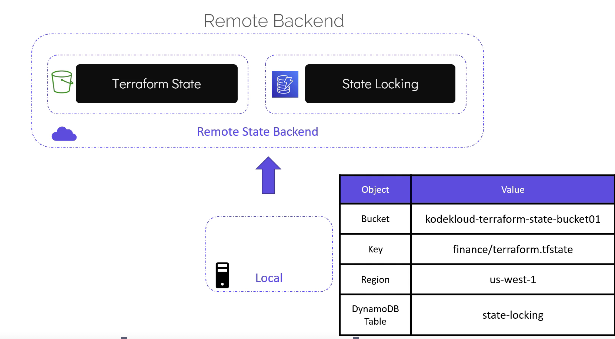 Remote Backend
Terraform State
State Locking
Remote State Backend
Local
Object Value
Bucket kodekloud-terraform-state-bucket01
Key finance/terraform.tfstate
Region us-west-1
DynamoDB
Table state-locking